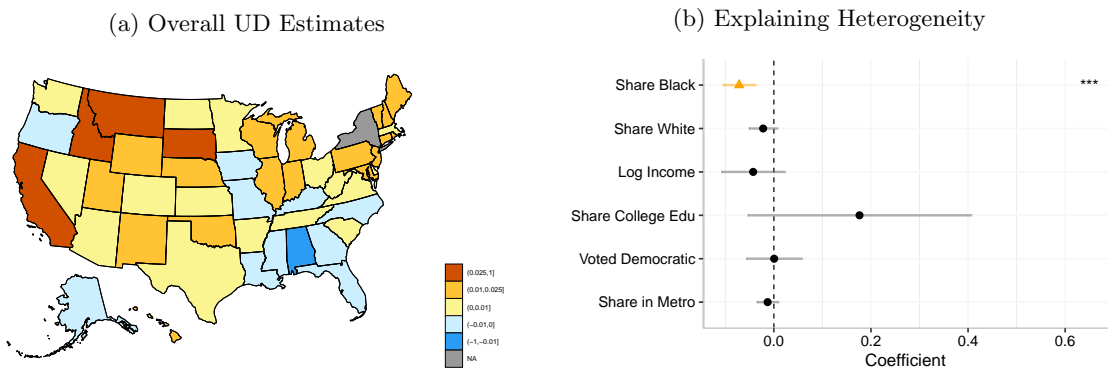 (a) Overall UD Estimates
(0.025,1]
(0.01,0.025]
(0,0.01]
(−0.01,0]
(−1,−0.01]
NA
(b) Explaining Heterogeneity
Share Black
***
Share White
Log Income
Share College Edu
Voted Democratic
Share in Metro
0.0 0.2 0.4 0.6
Coefficient